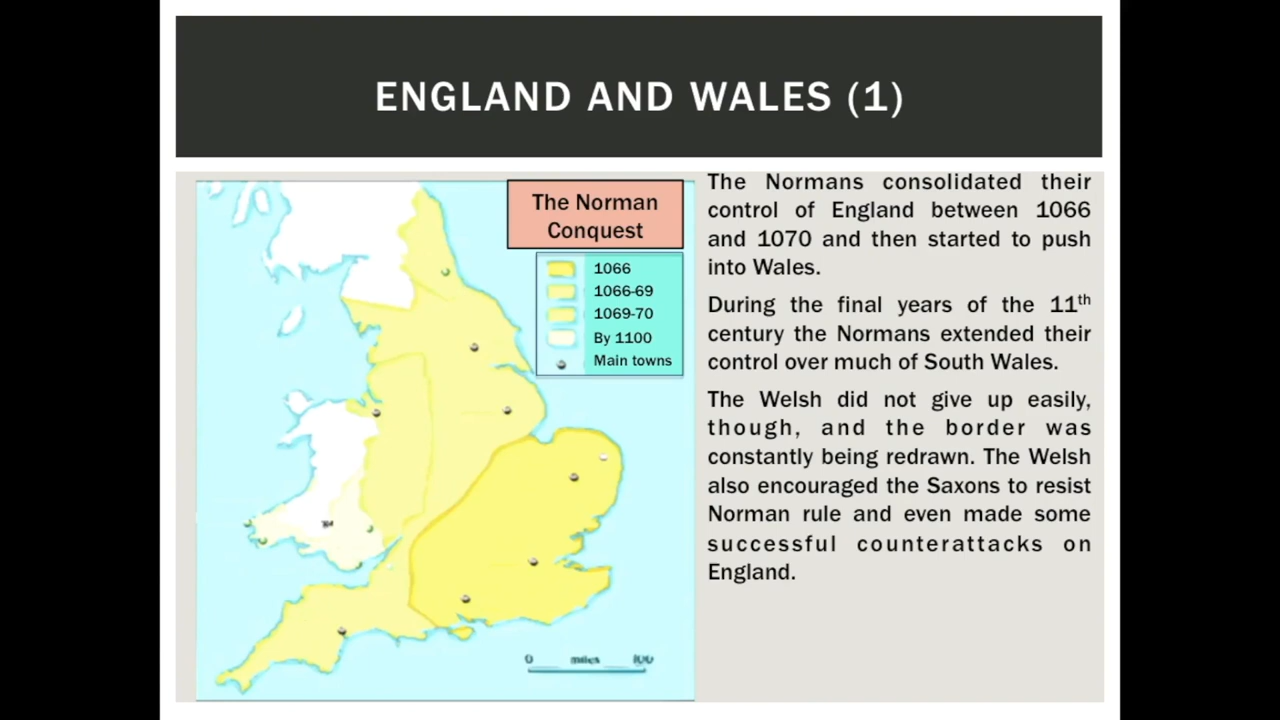 ENGLAND AND WALES (1)
The Norman
Conquest
1066
1066-69
1069-70
By 1100
Main towns
0 miles 100
The Normans consolidated their
control of England between 1066
and 1070 and then started to push
into Wales.
During the final years of the 11th
century the Normans extended their
control over much of South Wales.
The Welsh did not give up easily,
though, and the border was
constantly being redrawn. The Welsh
also encouraged the Saxons to resist
Norman rule and even made some
successful counterattacks on
England.